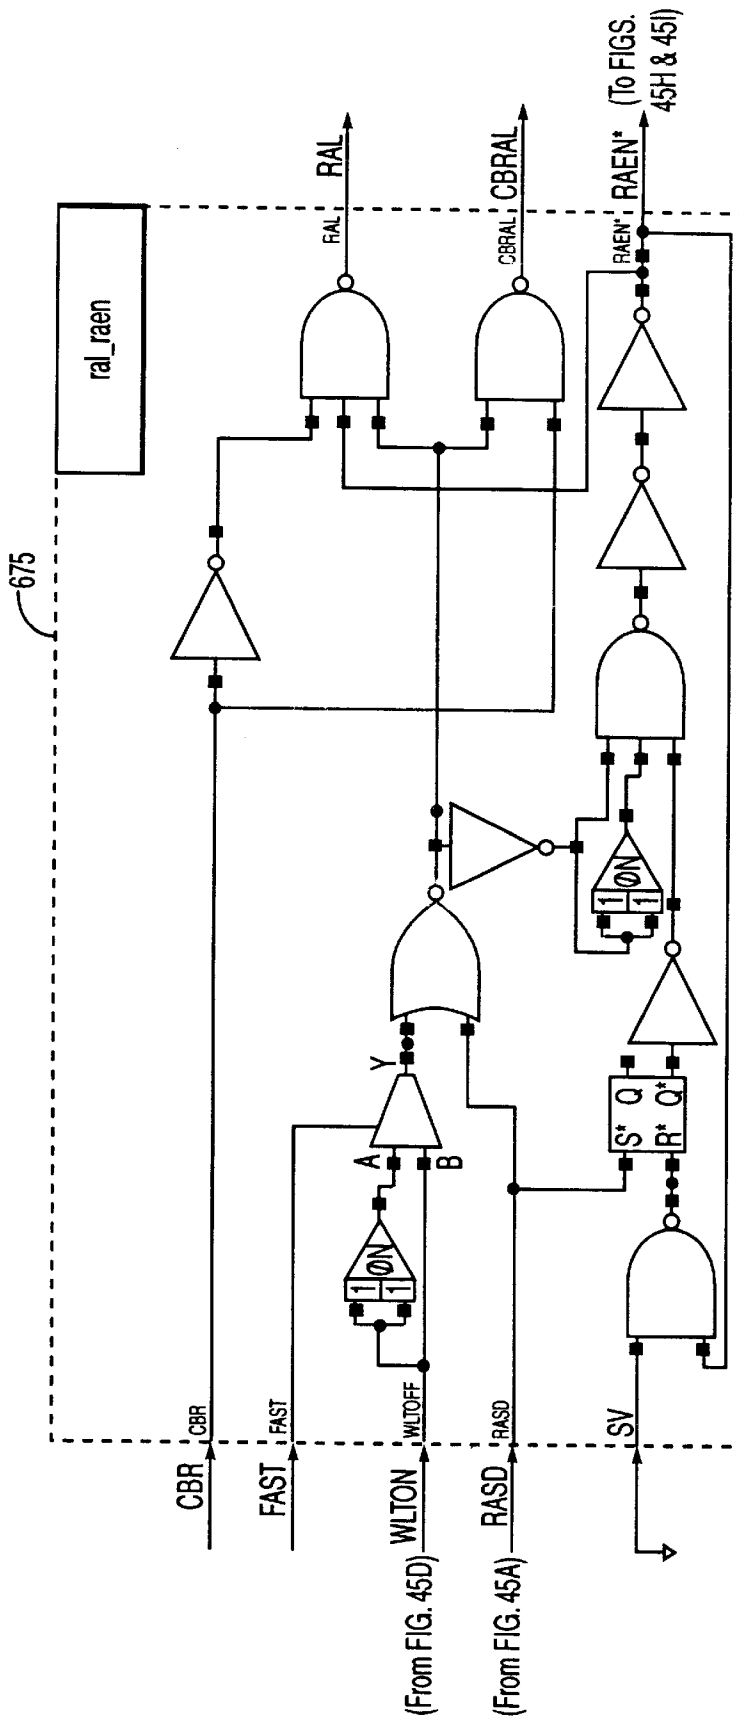 675
ral_raen
CBR
CBR
FAST
FAST
WLTON
WLTOFF
(From FIG. 45D)
RASD
RASD
(From FIG. 45A)
SV
1
1
ØN
A
B
Y
S* Q
R* Q*
1
1
ØN
RAL
RAL
CBRAL
CBRAL
RAEN*
RAEN*
(To FIGS.
45H & 45I)